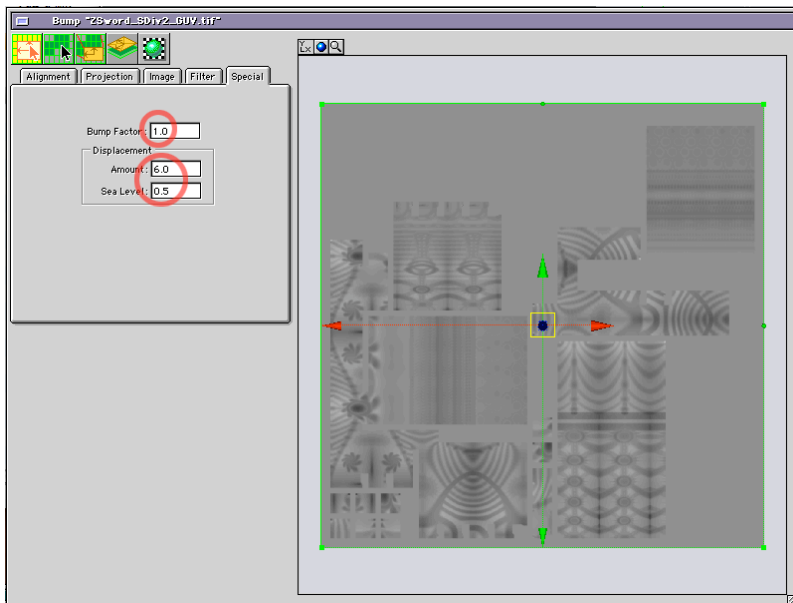 Bump "ZSword_SDiv2_GUV.tif"
Alignment Projection Image Filter Special
Bump Factor: 1.0
Displacement
Amount: 6.0
Sea Level: 0.5